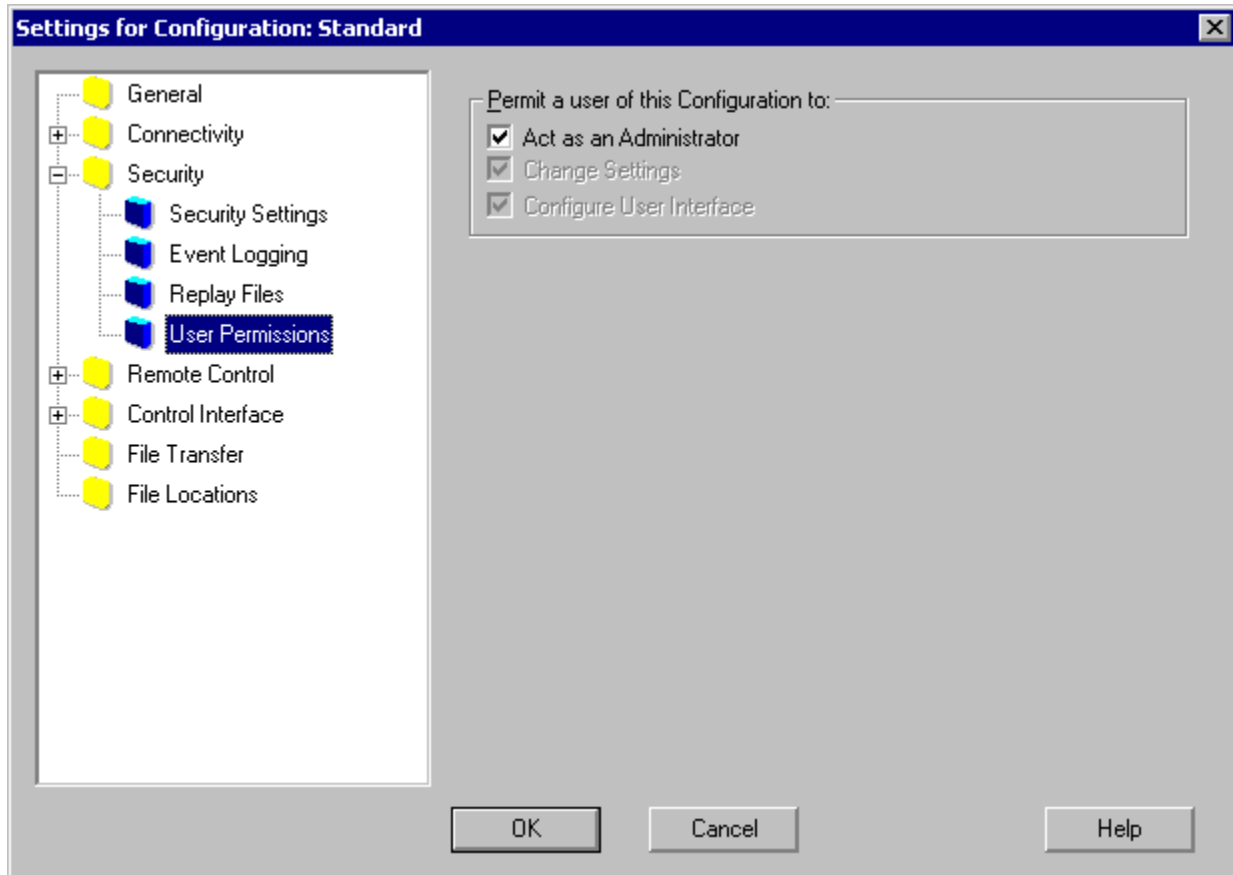 Settings for Configuration: Standard
General
Connectivity
Security
Security Settings
Event Logging
Replay Files
User Permissions
Remote Control
Control Interface
File Transfer
File Locations
Permit a user of this Configuration to:
Act as an Administrator
Change Settings
Configure User Interface
OK
Cancel
Help